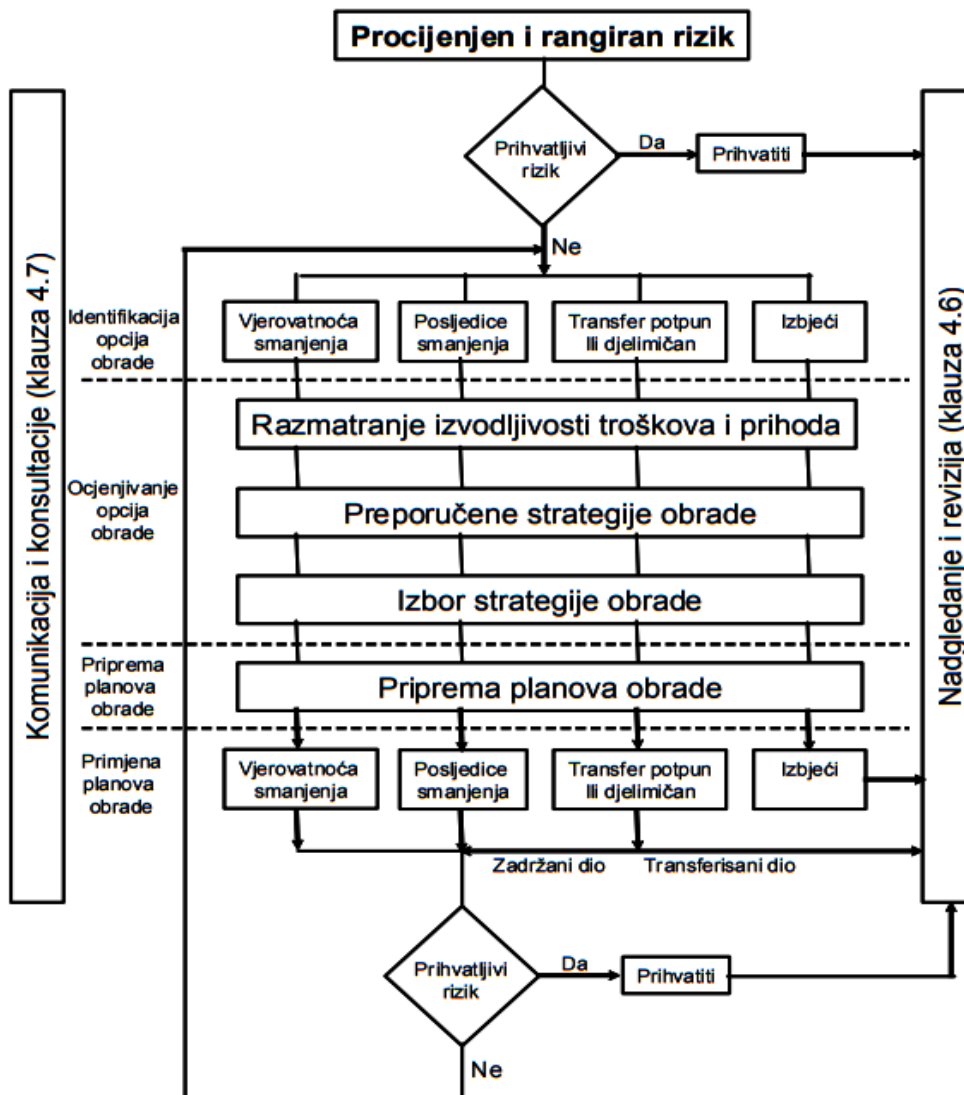 Procijenjen i rangiran rizik
Komunikacija i konsultacije (klauza 4.7)
Nadgledanje i revizija (klauza 4.6)
Prihvatljivi
rizik
Da
Prihvatiti
Ne
Identifikacija
opcija
obrade
Vjerovatnoća
smanjenja
Posljedice
smanjenja
Transfer potpun
Ili djelimičan
Izbjeći
Ocjenjivanje
opcija
obrade
Razmatranje izvodljivosti troškova i prihoda
Preporučene strategije obrade
Izbor strategije obrade
Priprema
planova
obrade
Priprema planova obrade
Primjena
planova
obrade
Vjerovatnoća
smanjenja
Posljedice
smanjenja
Transfer potpun
Ili djelimičan
Izbjeći
Zadržani dio
Transferisani dio
Prihvatljivi
rizik
Da
Prihvatiti
Ne